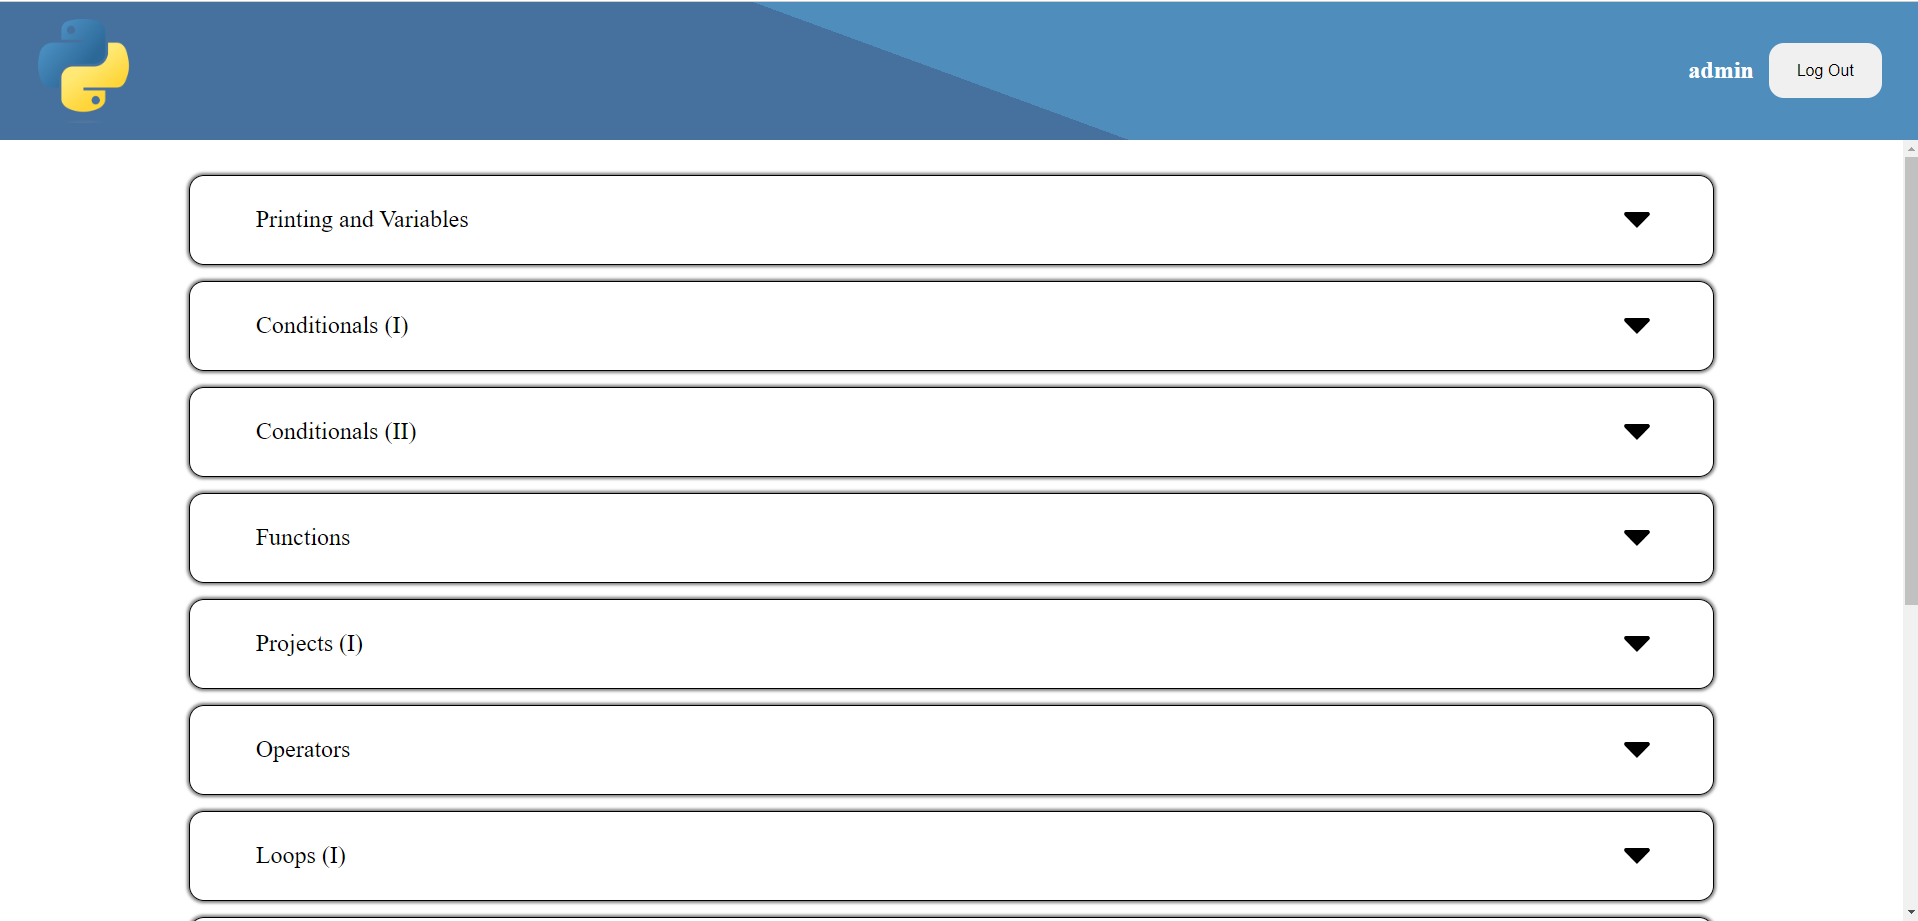 admin
Log Out
Printing and Variables
Conditionals (I)
Conditionals (II)
Functions
Projects (I)
Operators
Loops (I)